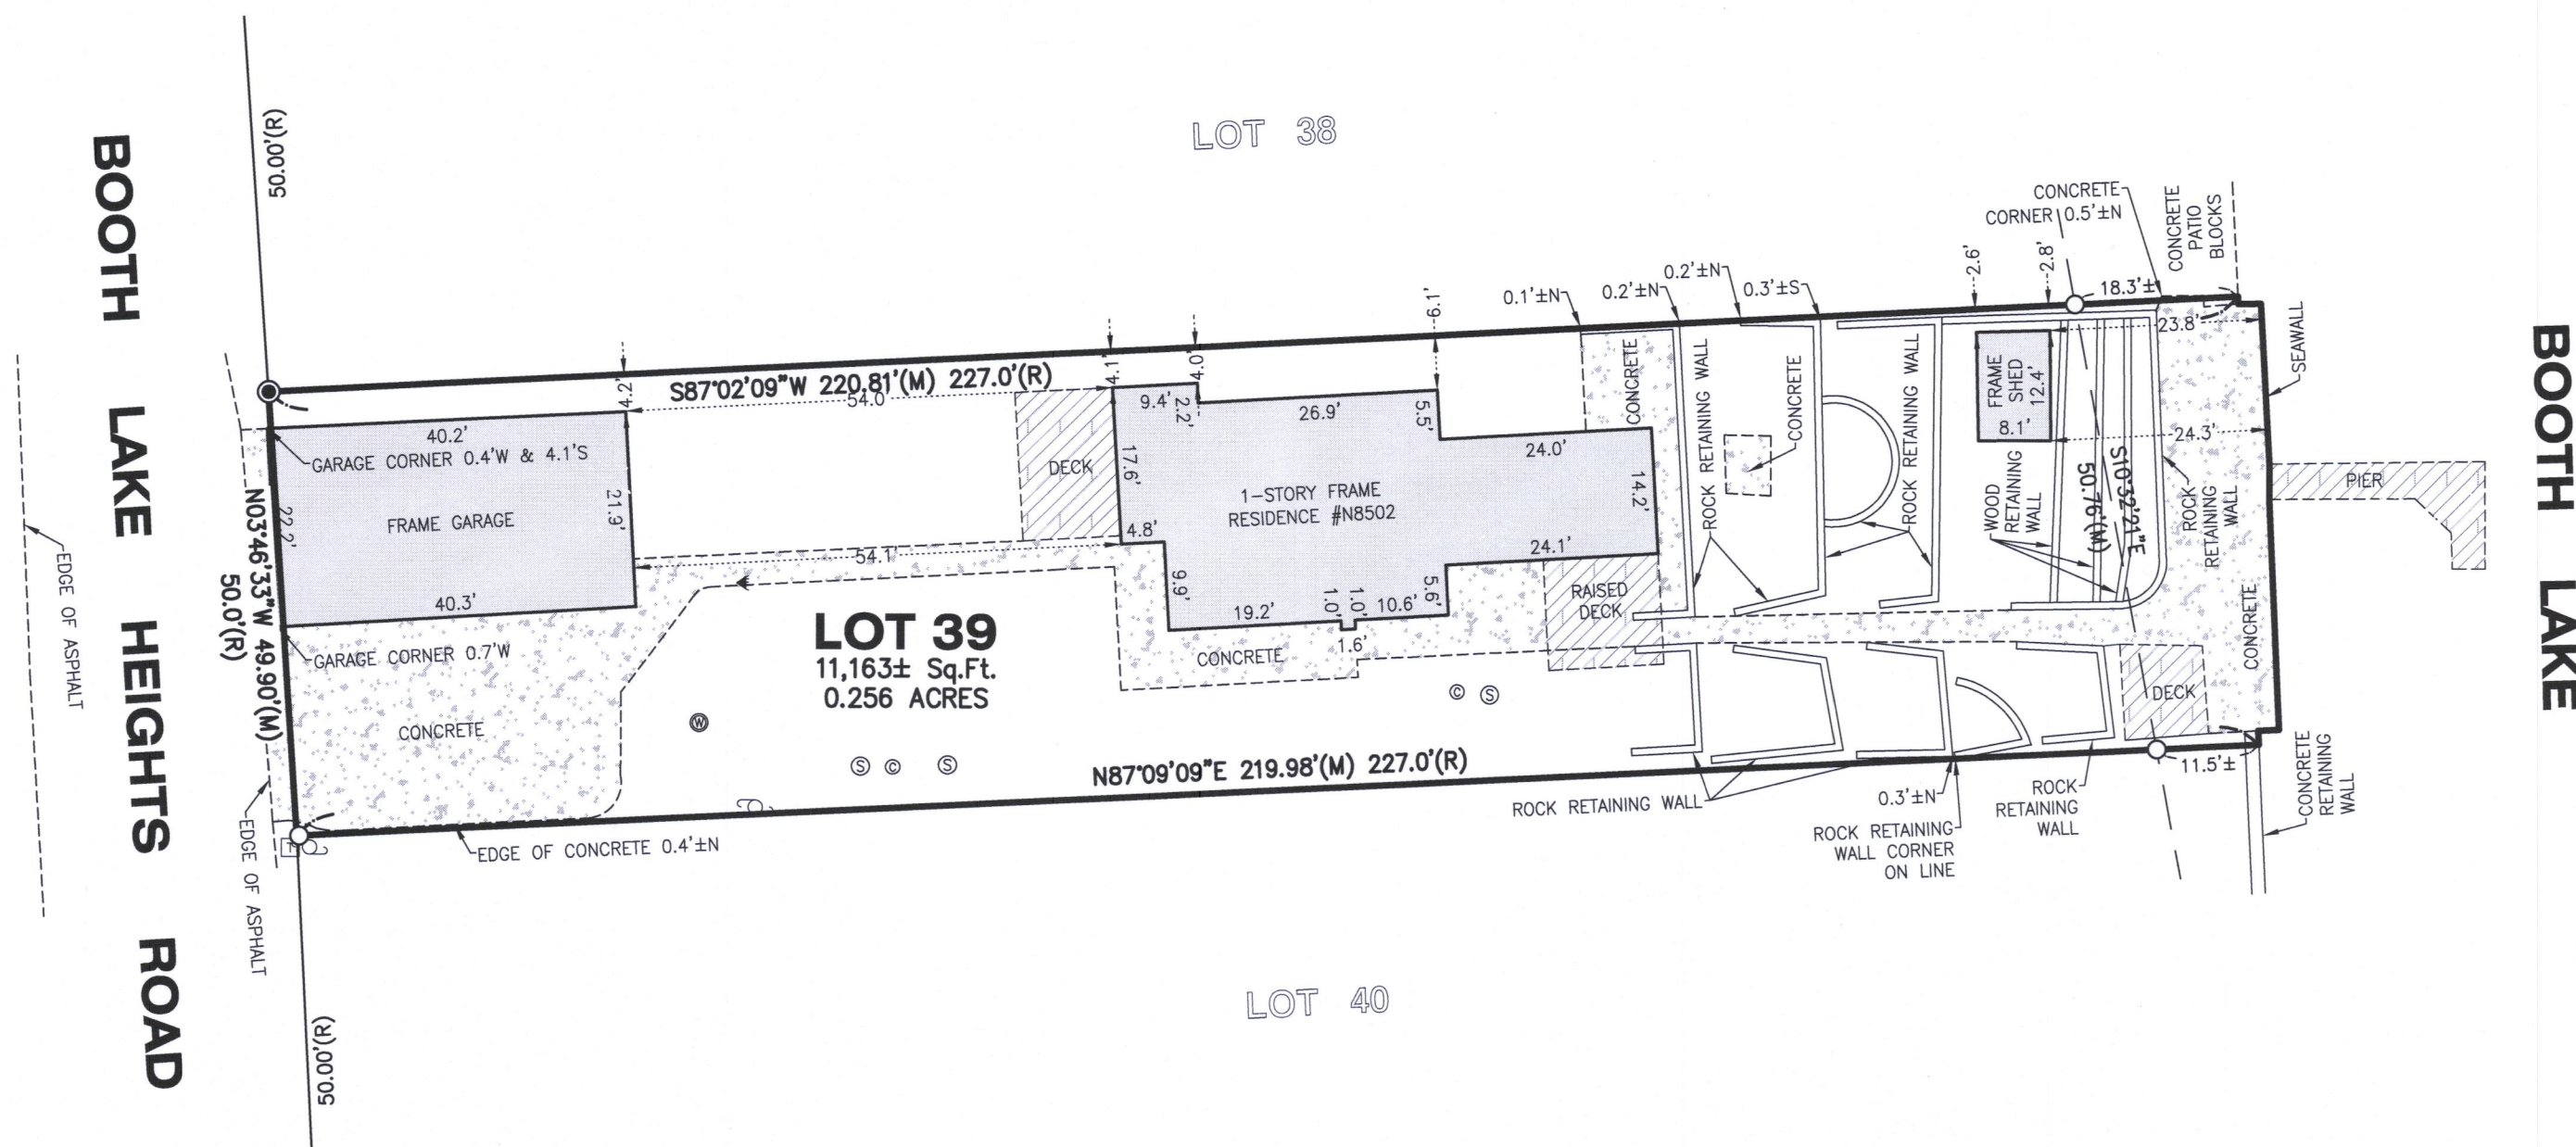 BOOTH LAKE HEIGHTS ROAD
EDGE OF ASPHALT
50.00'(R)
N03°46'33"W 49.90'(M)
50.0'(R)
EDGE OF ASPHALT
50.00'(R)
LOT 38
S87°02'09"W 220.81'(M) 227.0'(R)
4.2'
54.0
4.1'
4.0'
6.1'
40.2'
GARAGE CORNER 0.4'W & 4.1'S
FRAME GARAGE
22.2'
21.9'
40.3'
GARAGE CORNER 0.7'W
CONCRETE
EDGE OF CONCRETE 0.4'±N
T
DECK
54.1'
LOT 39
11,163± Sq.Ft.
0.256 ACRES
W
S
C
S
C
S
9.4'
2.2'
26.9'
5.5'
24.0'
17.6'
14.2'
1-STORY FRAME
RESIDENCE #N8502
4.8'
24.1'
9.9'
19.2'
1.0'
1.0'
10.6'
5.6'
1.6'
CONCRETE
RAISED
DECK
N87°09'09"E 219.98'(M) 227.0'(R)
LOT 40
0.1'±N
0.2'±N
0.2'±N
0.3'±S
2.6'
2.8'
CONCRETE
CORNER 0.5'±N
CONCRETE
PATIO
BLOCKS
18.3'±
23.8'
SEAWALL
CONCRETE
ROCK RETAINING WALL
CONCRETE
ROCK RETAINING WALL
FRAME
SHED
12.4'
8.1'
24.3'
WOOD
RETAINING
WALL
S10°32'21"E
50.76'(M)
ROCK
RETAINING
WALL
CONCRETE
PIER
DECK
11.5'±
CONCRETE
RETAINING
WALL
ROCK RETAINING WALL
0.3'±N
ROCK RETAINING
WALL CORNER
ON LINE
ROCK
RETAINING
WALL
BOOTH LAKE